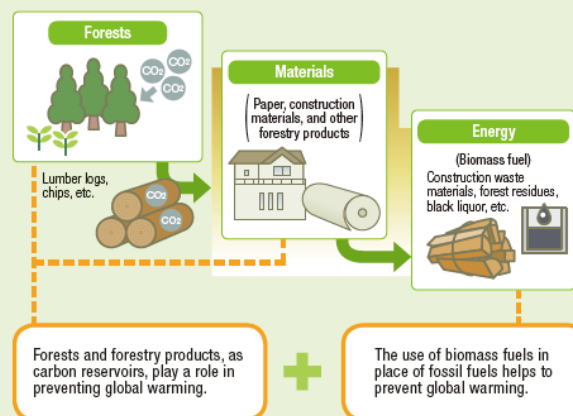 Forests
CO2
CO2
CO2
CO2
Lumber logs,
chips, etc.
CO2
CO2
Materials
(Paper, construction
materials, and other
forestry products)
Energy
(Biomass fuel)
Construction waste
materials, forest residues,
black liquor, etc.
Forests and forestry products, as
carbon reservoirs, play a role in
preventing global warming.
+
The use of biomass fuels in
place of fossil fuels helps to
prevent global warming.